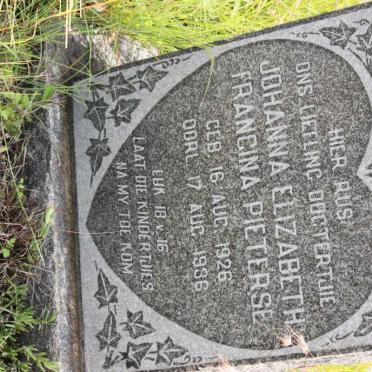 HIER RUS
ONS LIEFLING DOGTERTJIE
JOHANNA ELIZABETH
FRANCINA PIETERSE
GEB. 16 AUG. 1926
OORL. 17 AUG. 1936
LUK. 18 v. 16
LAAT DIE KINDERTJIES
NA MY TOE KOM